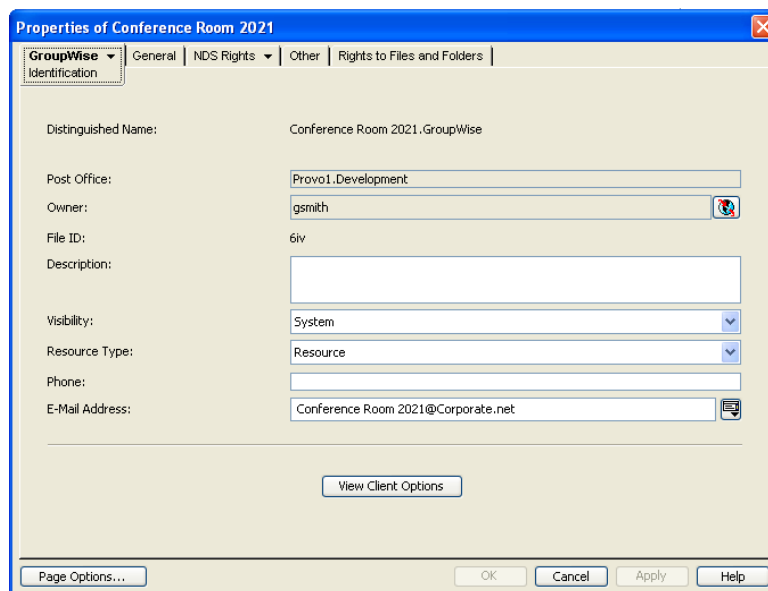 Properties of Conference Room 2021
GroupWise General NDS Rights Other Rights to Files and Folders
Identification
Distinguished Name: Conference Room 2021.GroupWise
Post Office: Provo1.Development
Owner: gsmith
File ID: 6iv
Description:
Visibility: System
Resource Type: Resource
Phone:
E-Mail Address: Conference Room 2021@Corporate.net
View Client Options
Page Options... OK Cancel Apply Help